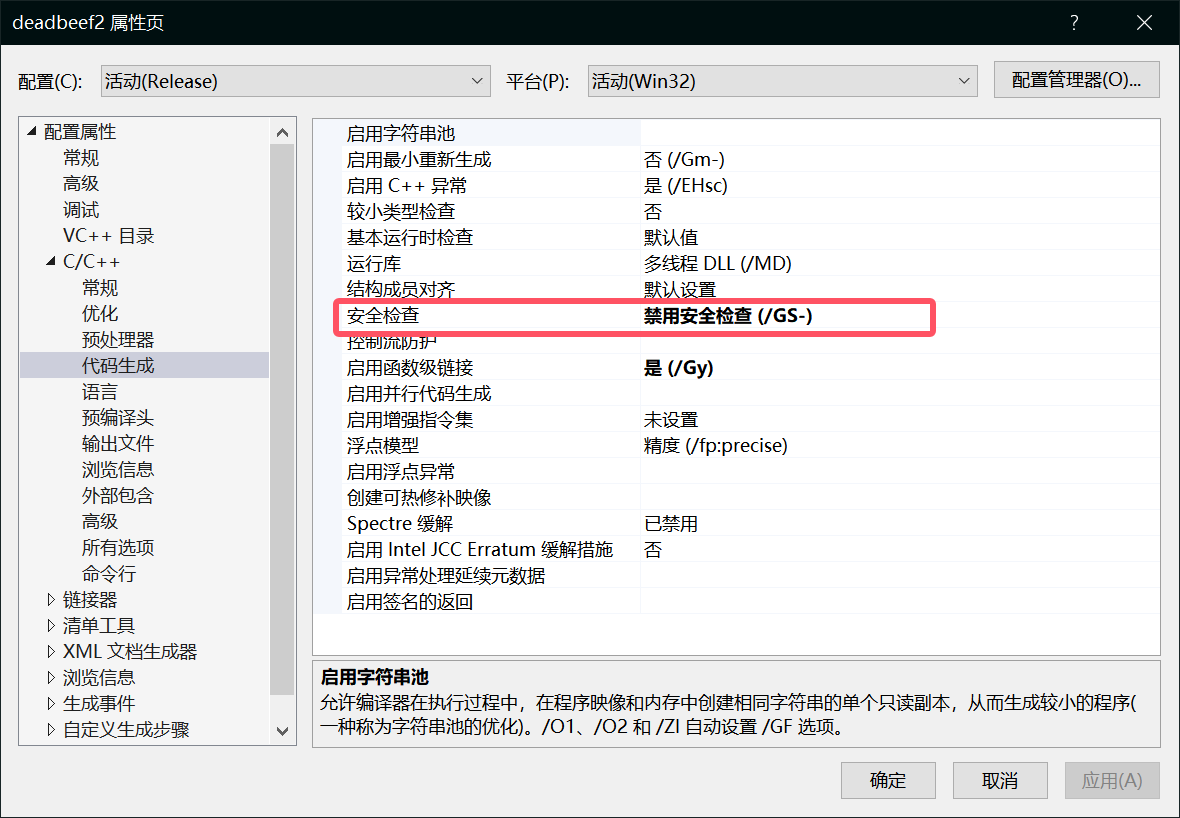 deadbeef2 属性页
配置(C): 活动(Release) 平台(P): 活动(Win32) 配置管理器(O)...
配置属性
常规
高级
调试
VC++ 目录
C/C++
常规
优化
预处理器
代码生成
语言
预编译头
输出文件
浏览信息
外部包含
高级
所有选项
命令行
链接器
清单工具
XML 文档生成器
浏览信息
生成事件
自定义生成步骤
启用字符串池
启用最小重新生成 否 (/Gm-)
启用 C++ 异常 是 (/EHsc)
较小类型检查 否
基本运行时检查 默认值
运行库 多线程 DLL (/MD)
结构成员对齐 默认设置
安全检查 禁用安全检查 (/GS-)
控制流防护
启用函数级链接 是 (/Gy)
启用并行代码生成
启用增强指令集 未设置
浮点模型 精度 (/fp:precise)
启用浮点异常
创建可热修补映像
Spectre 缓解 已禁用
启用 Intel JCC Erratum 缓解措施 否
启用异常处理延续元数据
启用签名的返回
启用字符串池
允许编译器在执行过程中，在程序映像和内存中创建相同字符串的单个只读副本，从而生成较小的程序(
一种称为字符串池的优化)。/O1、/O2 和 /ZI 自动设置 /GF 选项。
确定 取消 应用(A)